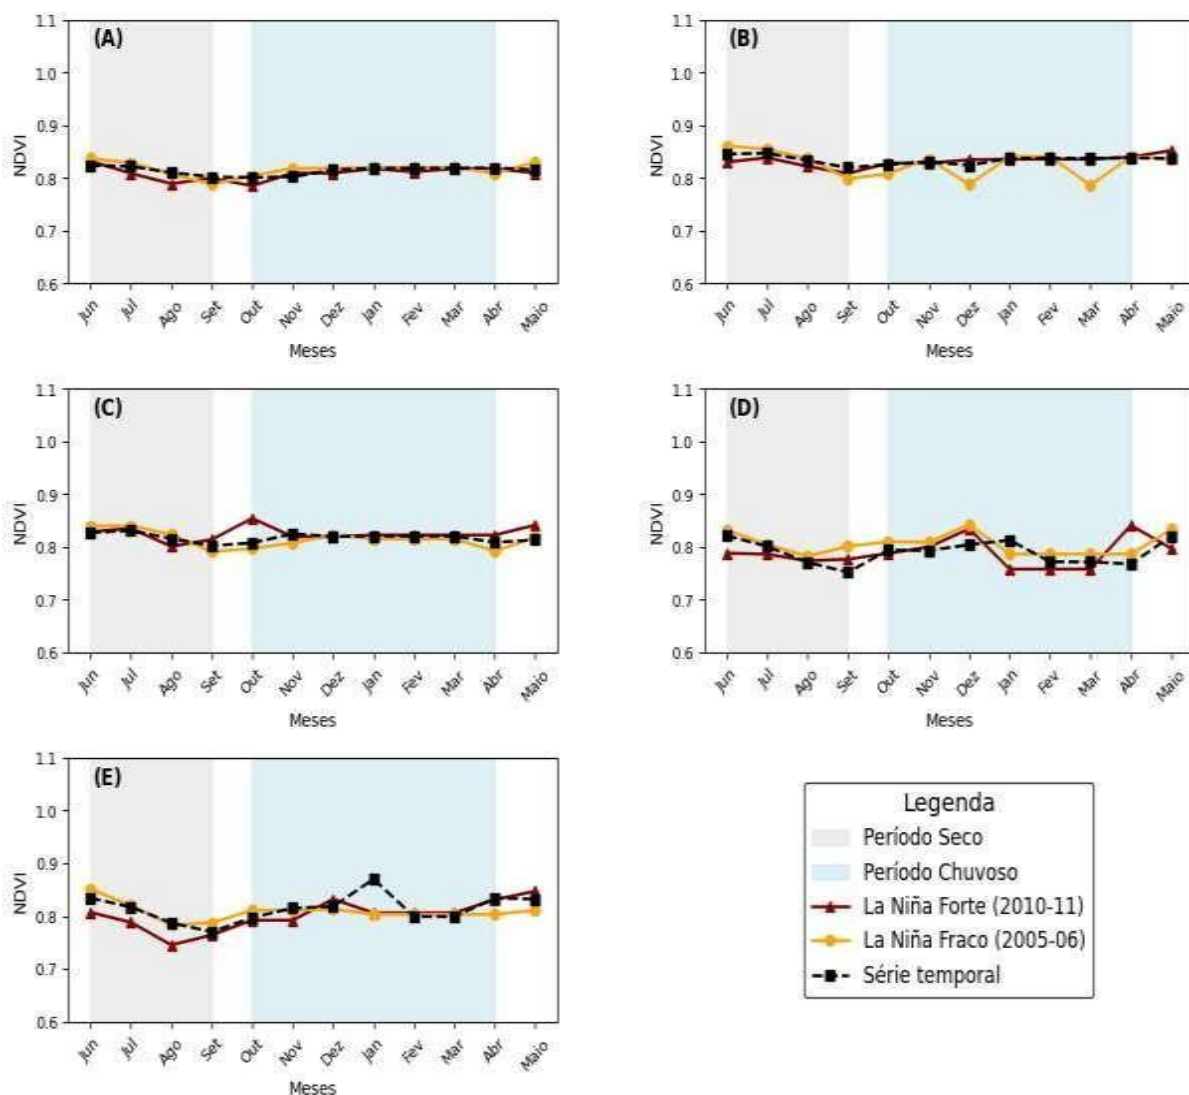 (A)
1.1
1.0
0.9
0.8
0.7
0.6
NDVI
Jun Jul Ago Set Out Nov Dez Jan Fev Mar Abr Maio
Meses
(B)
1.1
1.0
0.9
0.8
0.7
0.6
NDVI
Jun Jul Ago Set Out Nov Dez Jan Fev Mar Abr Maio
Meses
(C)
1.1
1.0
0.9
0.8
0.7
0.6
NDVI
Jun Jul Ago Set Out Nov Dez Jan Fev Mar Abr Maio
Meses
(D)
1.1
1.0
0.9
0.8
0.7
0.6
NDVI
Jun Jul Ago Set Out Nov Dez Jan Fev Mar Abr Maio
Meses
(E)
1.1
1.0
0.9
0.8
0.7
0.6
NDVI
Jun Jul Ago Set Out Nov Dez Jan Fev Mar Abr Maio
Meses
Legenda
Período Seco
Período Chuvoso
La Niña Forte (2010-11)
La Niña Fraco (2005-06)
Série temporal